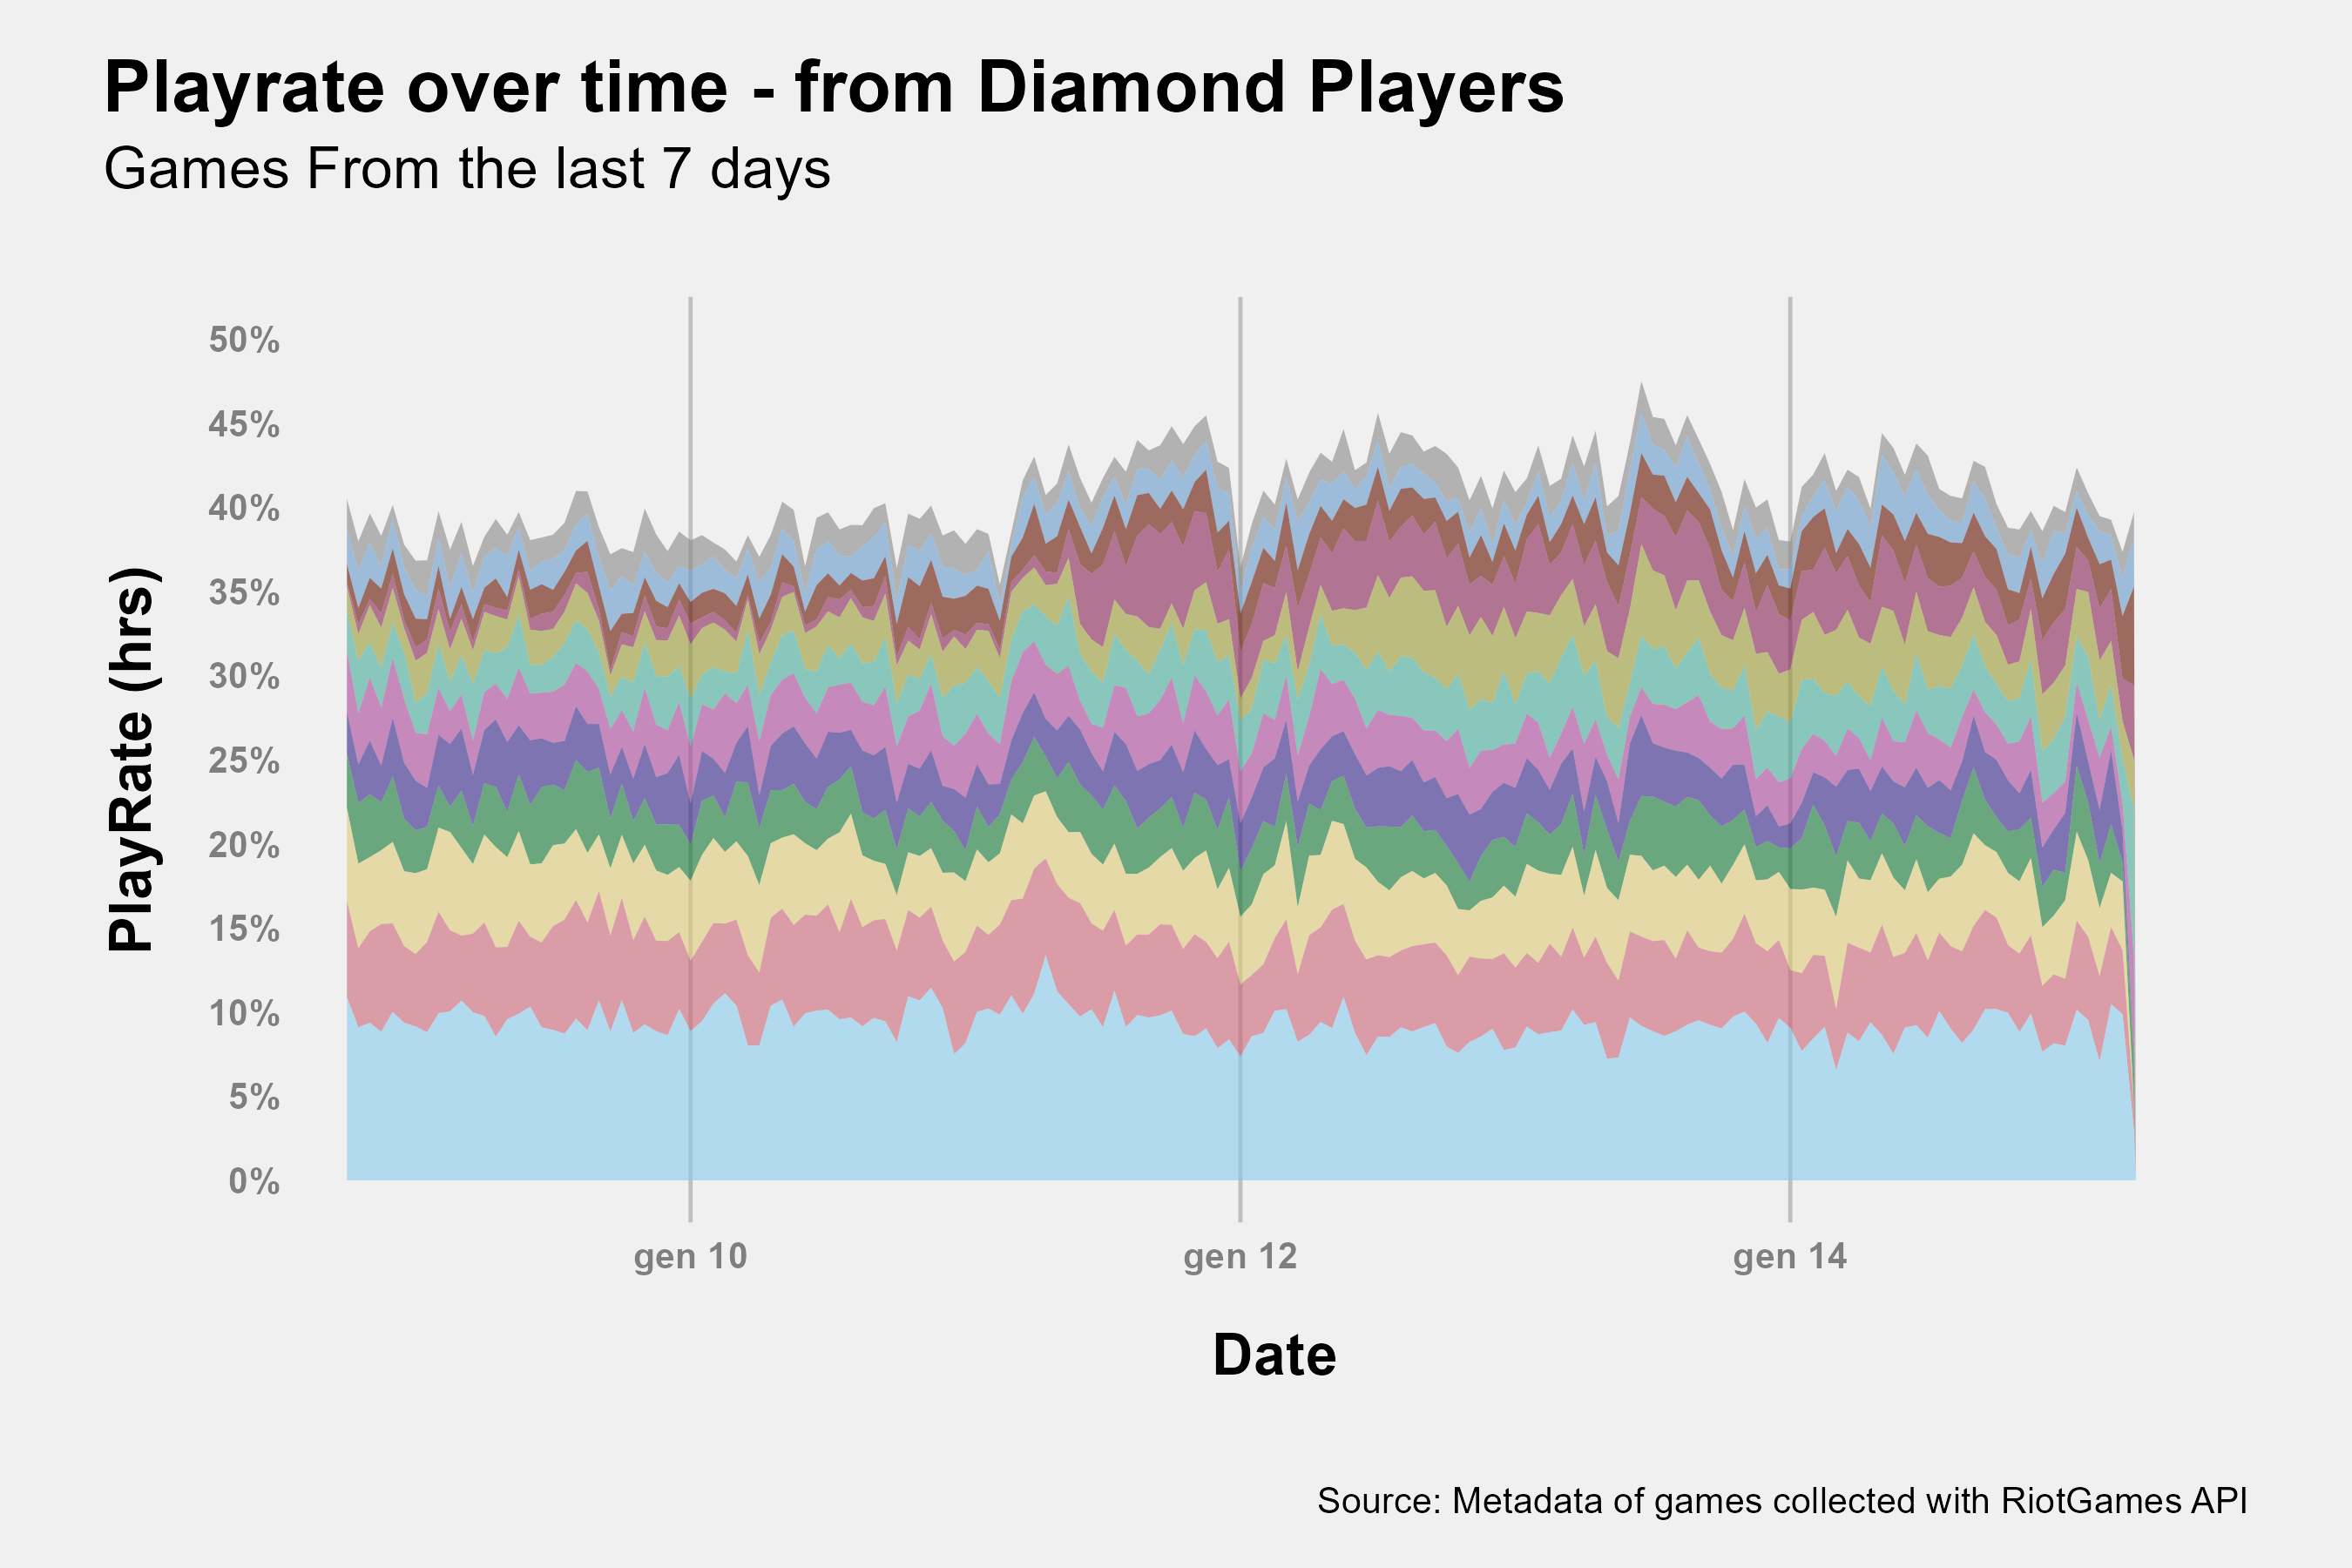 Playrate over time - from Diamond Players
Games From the last 7 days
PlayRate (hrs)
50%
45%
40%
35%
30%
25%
20%
15%
10%
5%
0%
gen 10
gen 12
gen 14
Date
Source: Metadata of games collected with RiotGames API